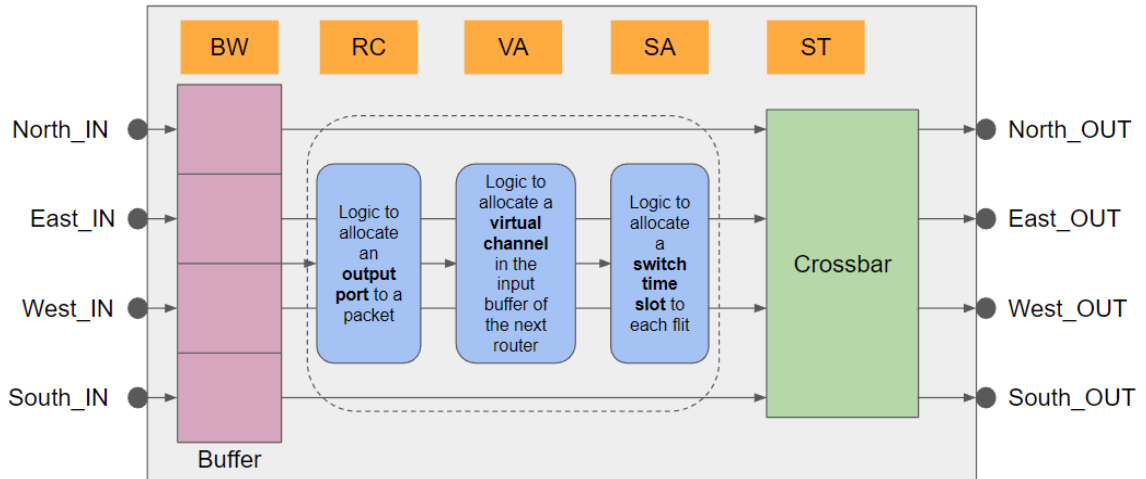 BW
RC
VA
SA
ST
North_IN
East_IN
West_IN
South_IN
Buffer
Logic to
allocate
an
output
port to a
packet
Logic to
allocate a
virtual
channel
in the
input
buffer of
the next
router
Logic to
allocate
a
switch
time
slot to
each flit
Crossbar
North_OUT
East_OUT
West_OUT
South_OUT